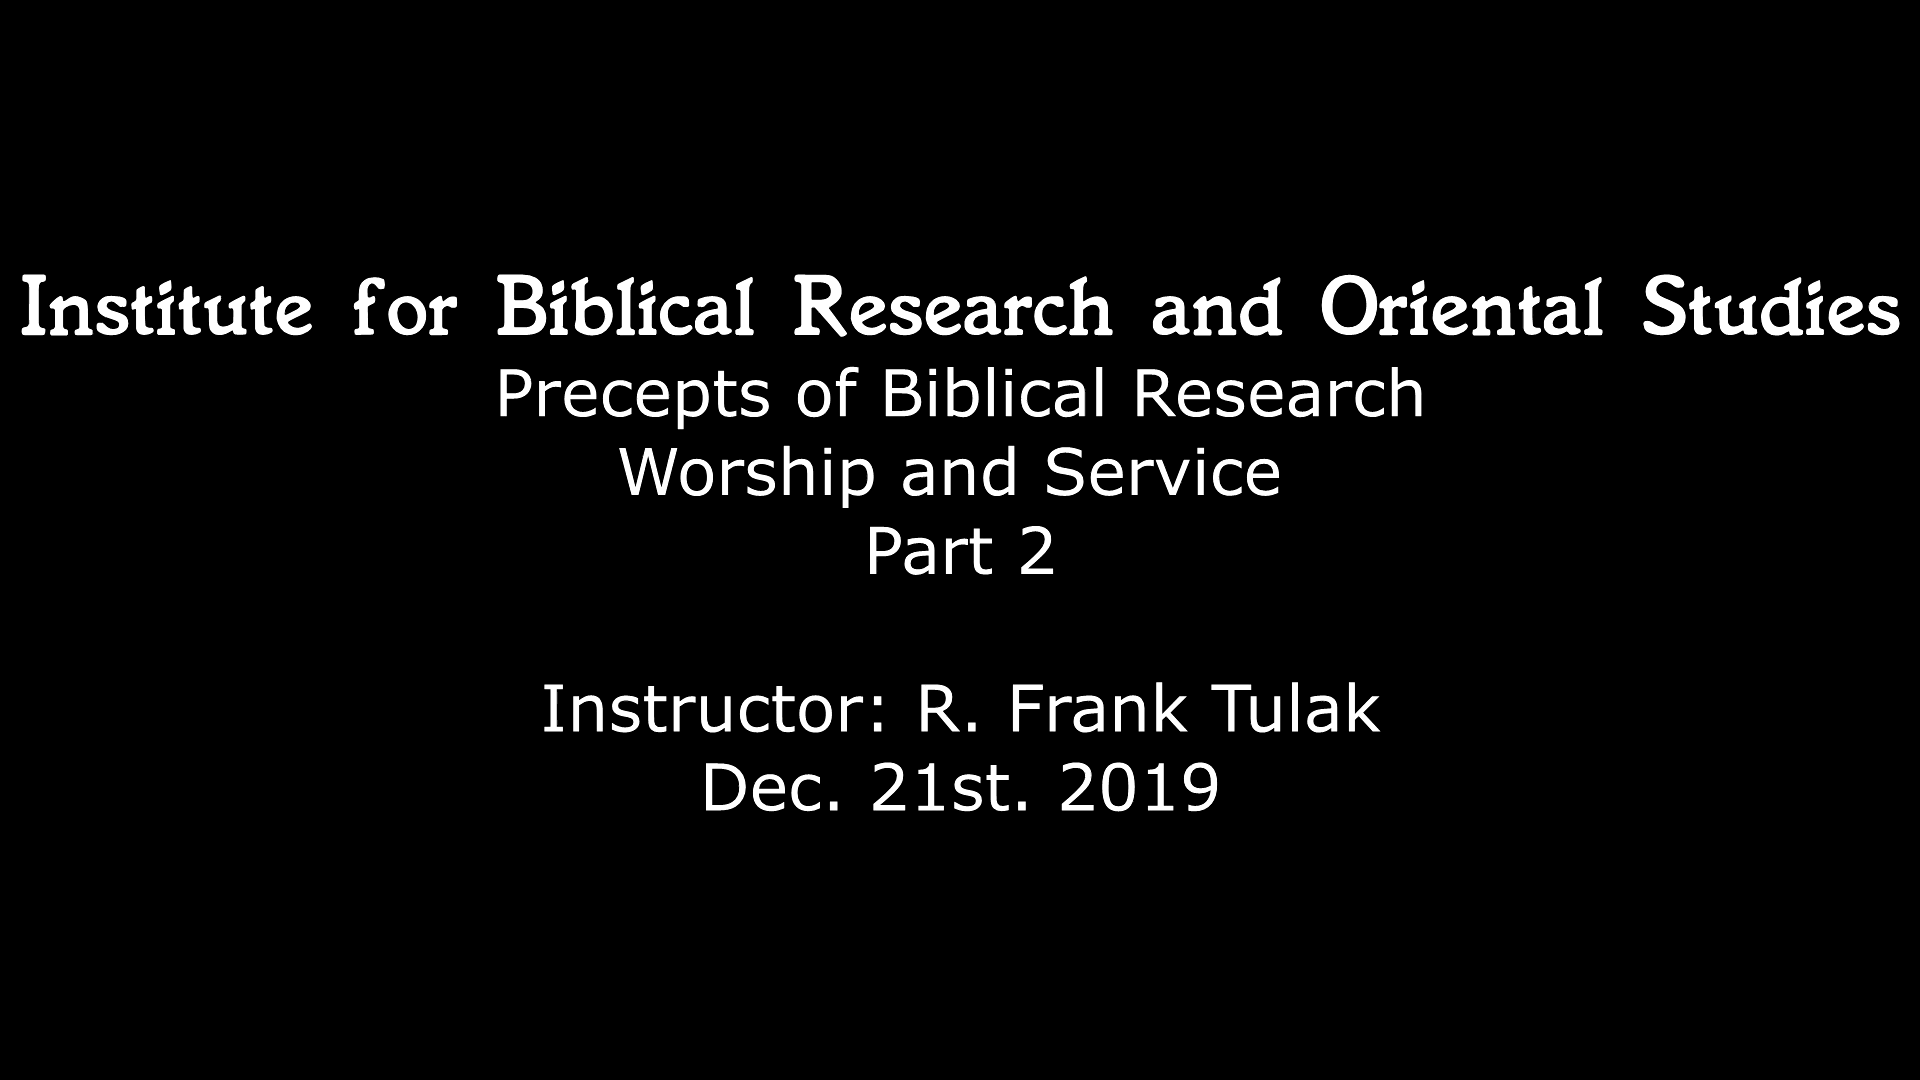 Institute for Biblical Research and Oriental Studies
Precepts of Biblical Research
Worship and Service
Part 2
Instructor: R. Frank Tulak
Dec. 21st. 2019